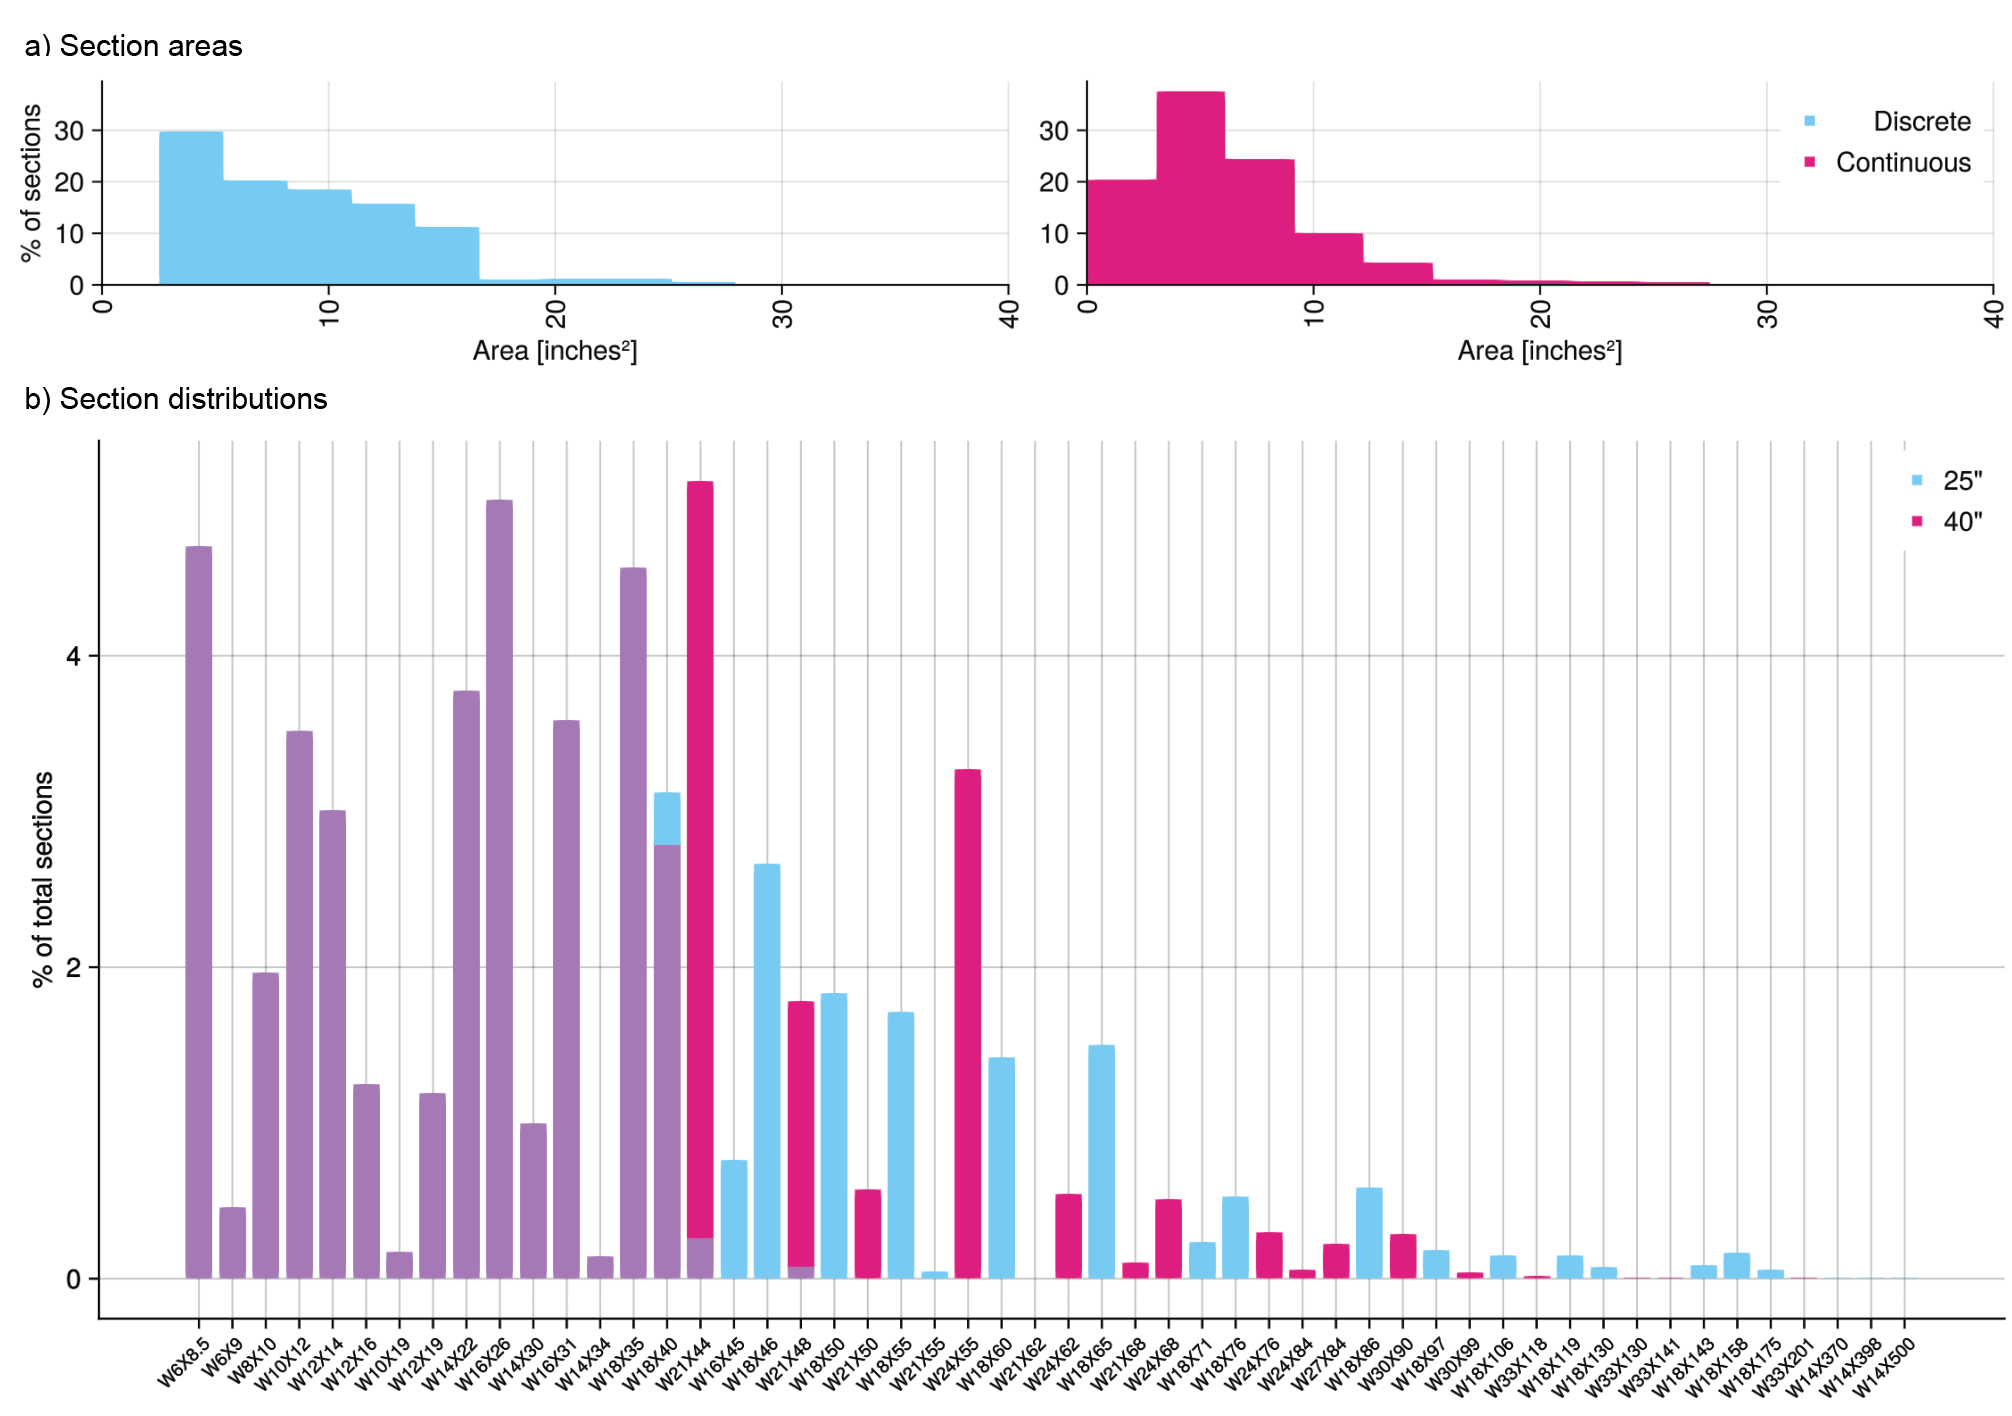 a) Section areas
% of sections
30
20
10
0
0
10
20
30
40
Area [inches²]
30
20
10
0
0
10
20
30
40
Area [inches²]
Discrete
Continuous
b) Section distributions
% of total sections
4
2
0
25"
40"
W6X8.5
W6X9
W8X10
W10X12
W12X14
W12X16
W10X19
W12X19
W14X22
W16X26
W14X30
W16X31
W14X34
W18X35
W18X40
W21X44
W16X45
W18X46
W21X48
W18X50
W21X50
W18X55
W21X55
W24X55
W18X60
W21X62
W24X62
W18X65
W21X68
W24X68
W18X71
W18X76
W24X76
W24X84
W27X84
W18X86
W30X90
W18X97
W30X99
W18X106
W33X118
W18X119
W18X130
W33X130
W33X141
W18X143
W18X158
W18X175
W33X201
W14X370
W14X398
W14X500